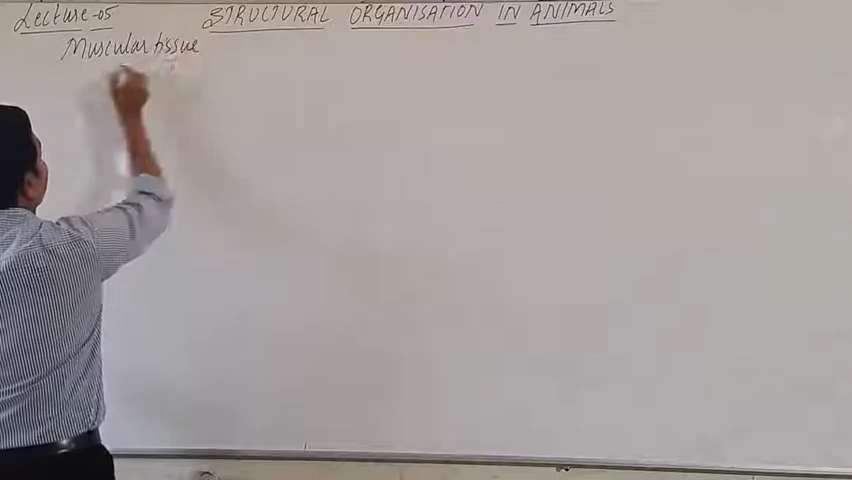 Lecture-05 STRUCTURAL ORGANISATION IN ANIMALS
Muscular tissue